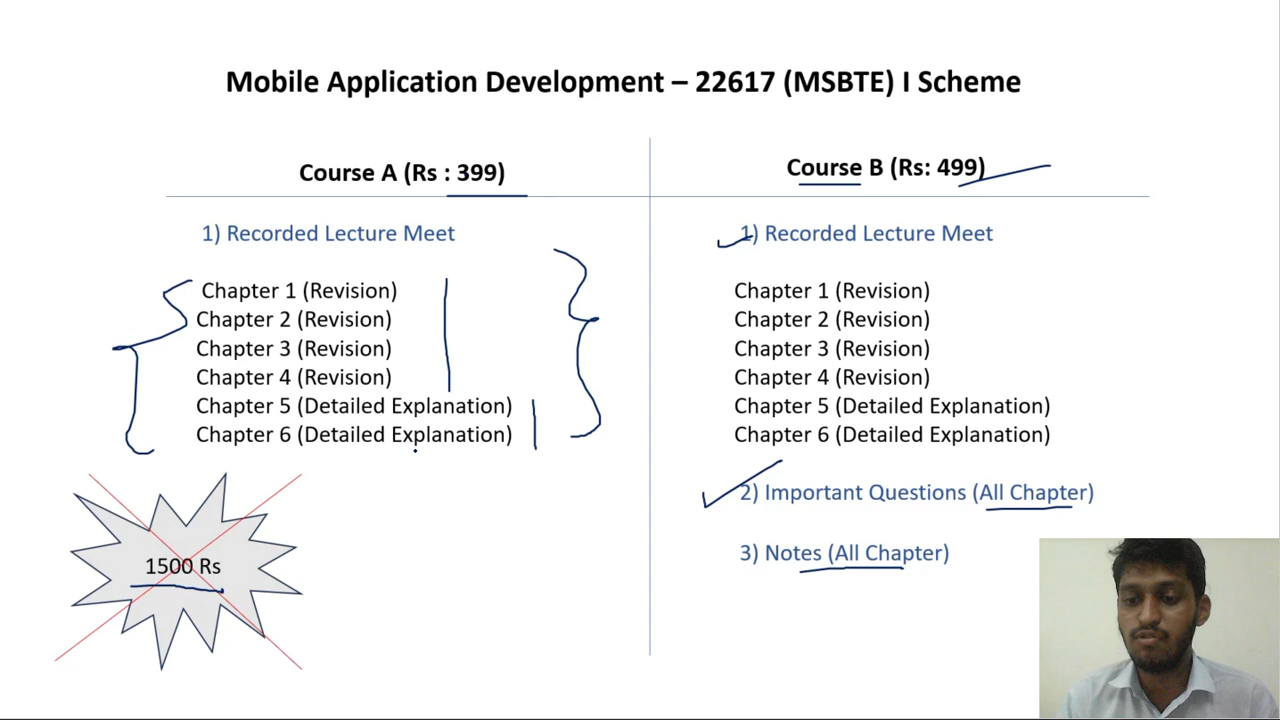 Mobile Application Development – 22617 (MSBTE) I Scheme
Course A (Rs : 399)
1) Recorded Lecture Meet
Chapter 1 (Revision)
Chapter 2 (Revision)
Chapter 3 (Revision)
Chapter 4 (Revision)
Chapter 5 (Detailed Explanation)
Chapter 6 (Detailed Explanation)
1500 Rs
Course B (Rs: 499)
1) Recorded Lecture Meet
Chapter 1 (Revision)
Chapter 2 (Revision)
Chapter 3 (Revision)
Chapter 4 (Revision)
Chapter 5 (Detailed Explanation)
Chapter 6 (Detailed Explanation)
2) Important Questions (All Chapter)
3) Notes (All Chapter)